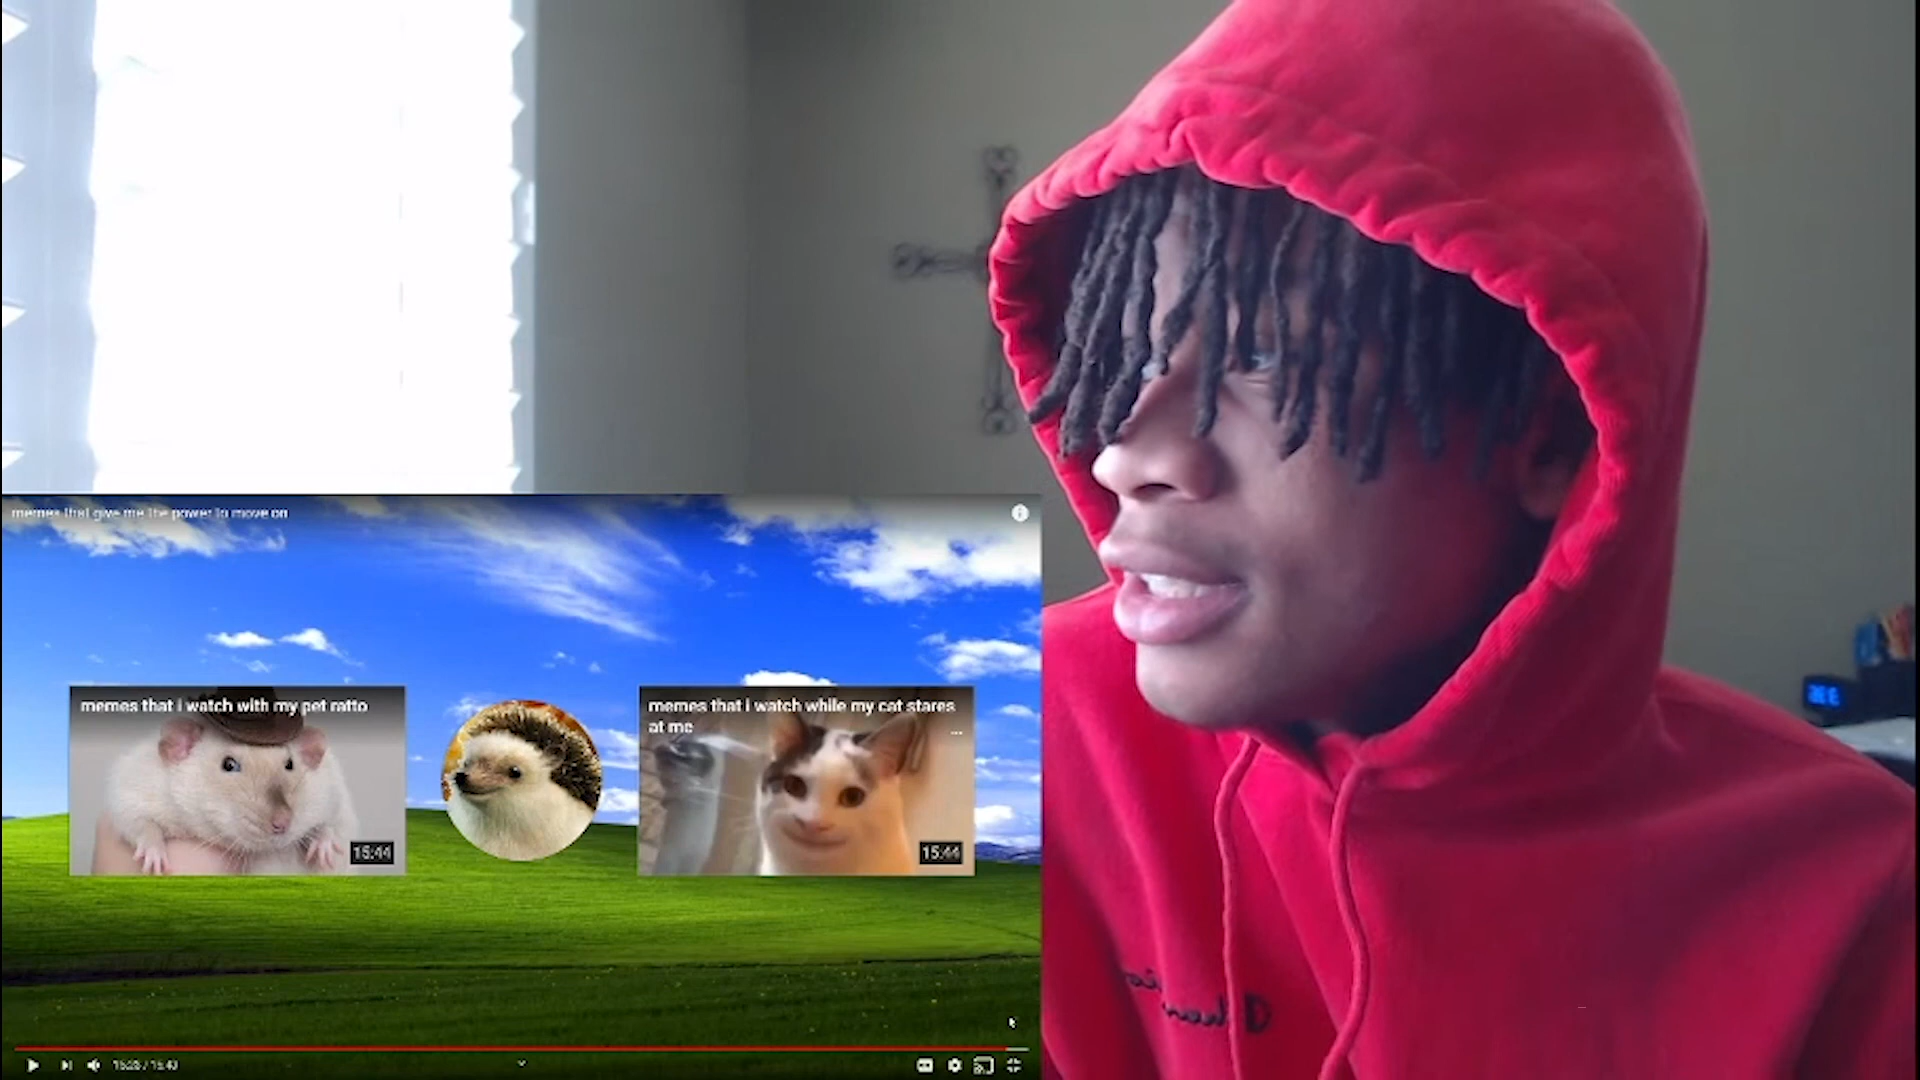 memes that give me the power to move on
memes that i watch with my pet ratto
15:44
memes that i watch while my cat stares
at me
...
15:44